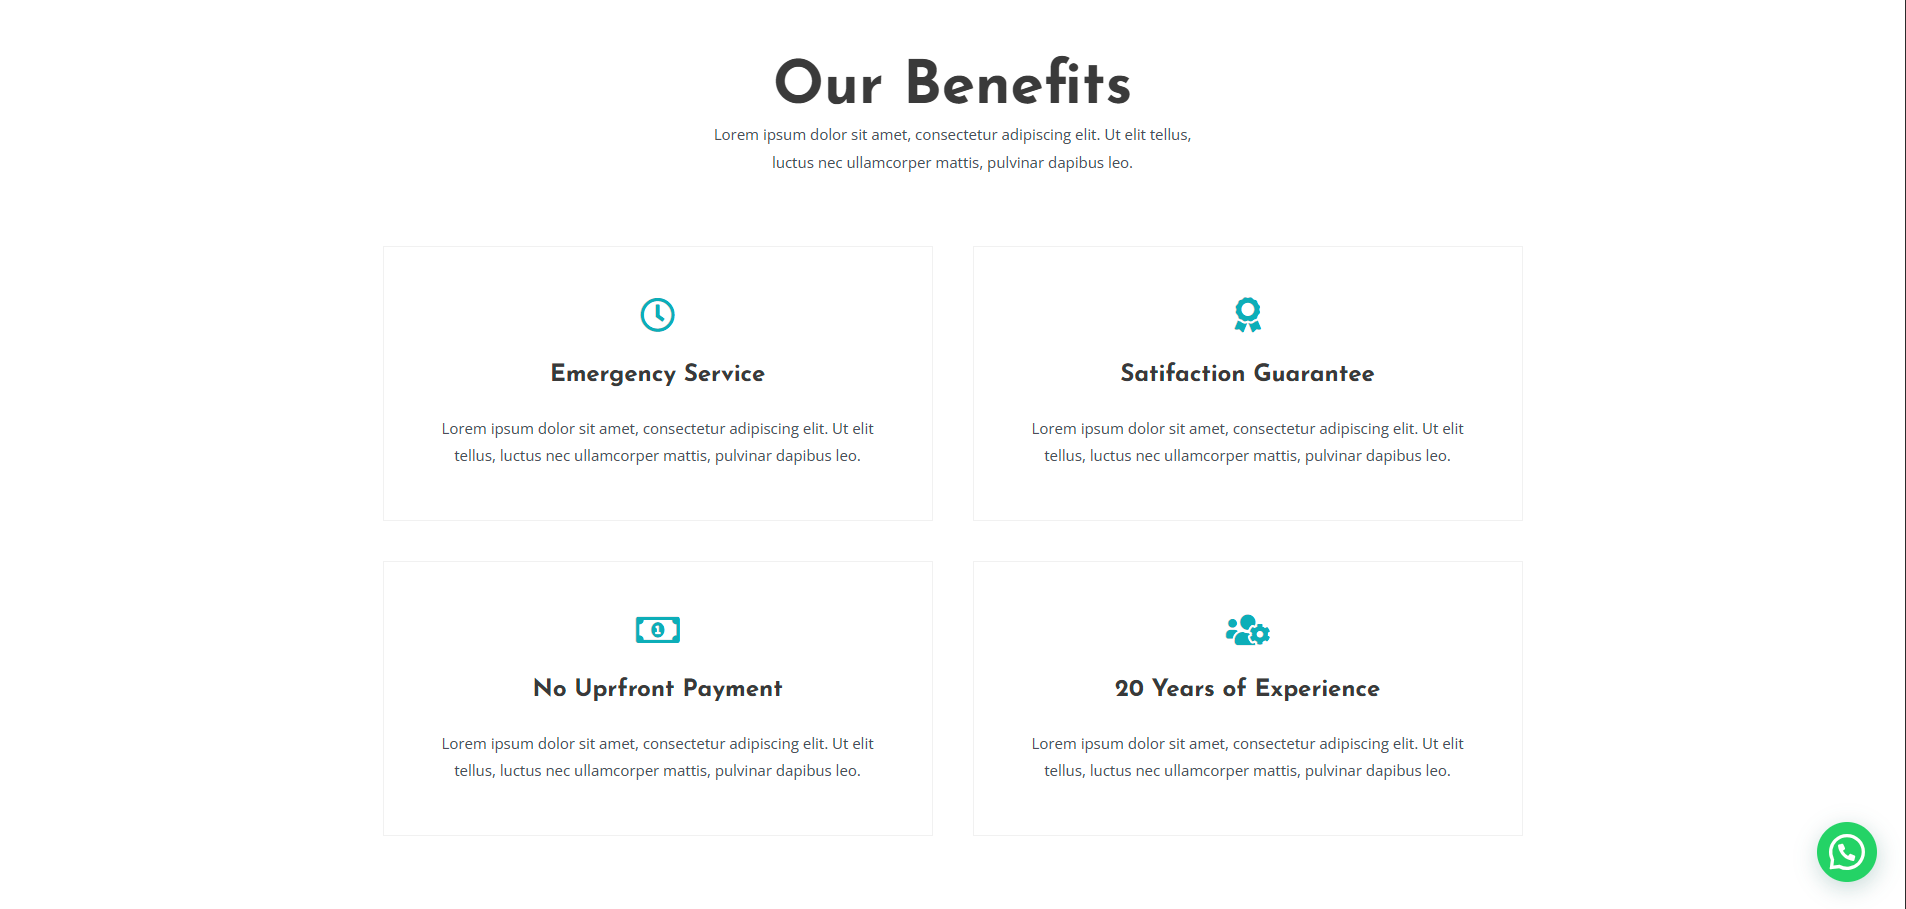 Our Benefits
Lorem ipsum dolor sit amet, consectetur adipiscing elit. Ut elit tellus,
luctus nec ullamcorper mattis, pulvinar dapibus leo.
Emergency Service
Lorem ipsum dolor sit amet, consectetur adipiscing elit. Ut elit
tellus, luctus nec ullamcorper mattis, pulvinar dapibus leo.
Satifaction Guarantee
Lorem ipsum dolor sit amet, consectetur adipiscing elit. Ut elit
tellus, luctus nec ullamcorper mattis, pulvinar dapibus leo.
1
No Uprfront Payment
Lorem ipsum dolor sit amet, consectetur adipiscing elit. Ut elit
tellus, luctus nec ullamcorper mattis, pulvinar dapibus leo.
20 Years of Experience
Lorem ipsum dolor sit amet, consectetur adipiscing elit. Ut elit
tellus, luctus nec ullamcorper mattis, pulvinar dapibus leo.